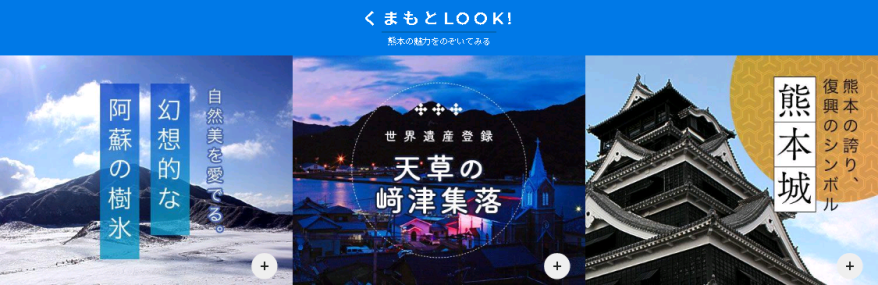 くまもとLOOK!
熊本の魅力をのぞいてみる
自然美を愛でる。
幻想的な
阿蘇の樹氷
+
世界遺産登録
天草の
﨑津集落
+
熊本の誇り、
復興のシンボル
熊本城
+